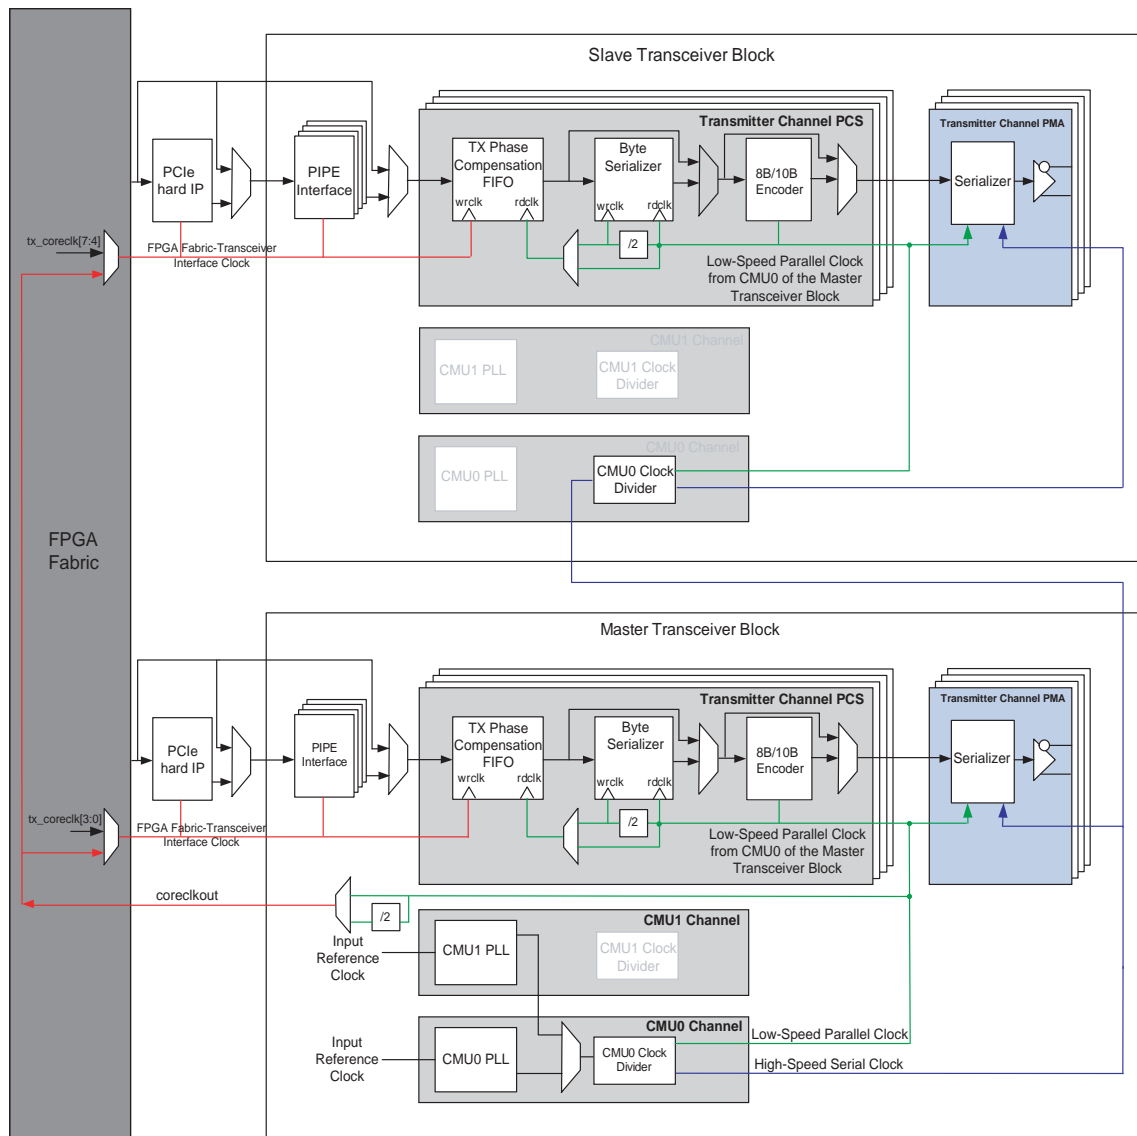 Slave Transceiver Block
Transmitter Channel PCS
Transmitter Channel PMA
PCIe
hard IP
PIPE
Interface
TX Phase
Compensation
FIFO
wrclk
rdclk
Byte
Serializer
wrclk
rdclk
/2
8B/10B
Encoder
Serializer
tx_coreclk[7:4]
FPGA Fabric-Transceiver
Interface Clock
Low-Speed Parallel Clock
from CMU0 of the Master
Transceiver Block
CMU1 Channel
CMU1 PLL
CMU1 Clock
Divider
CMU0 Channel
CMU0 PLL
CMU0 Clock
Divider
FPGA
Fabric
Master Transceiver Block
Transmitter Channel PCS
Transmitter Channel PMA
PCIe
hard IP
PIPE
Interface
TX Phase
Compensation
FIFO
wrclk
rdclk
Byte
Serializer
wrclk
rdclk
/2
8B/10B
Encoder
Serializer
tx_coreclk[3:0]
FPGA Fabric-Transceiver
Interface Clock
Low-Speed Parallel Clock
from CMU0 of the Master
Transceiver Block
coreclkout
/2
CMU1 Channel
Input
Reference
Clock
CMU1 PLL
CMU1 Clock
Divider
CMU0 Channel
Input
Reference
Clock
CMU0 PLL
CMU0 Clock
Divider
Low-Speed Parallel Clock
High-Speed Serial Clock